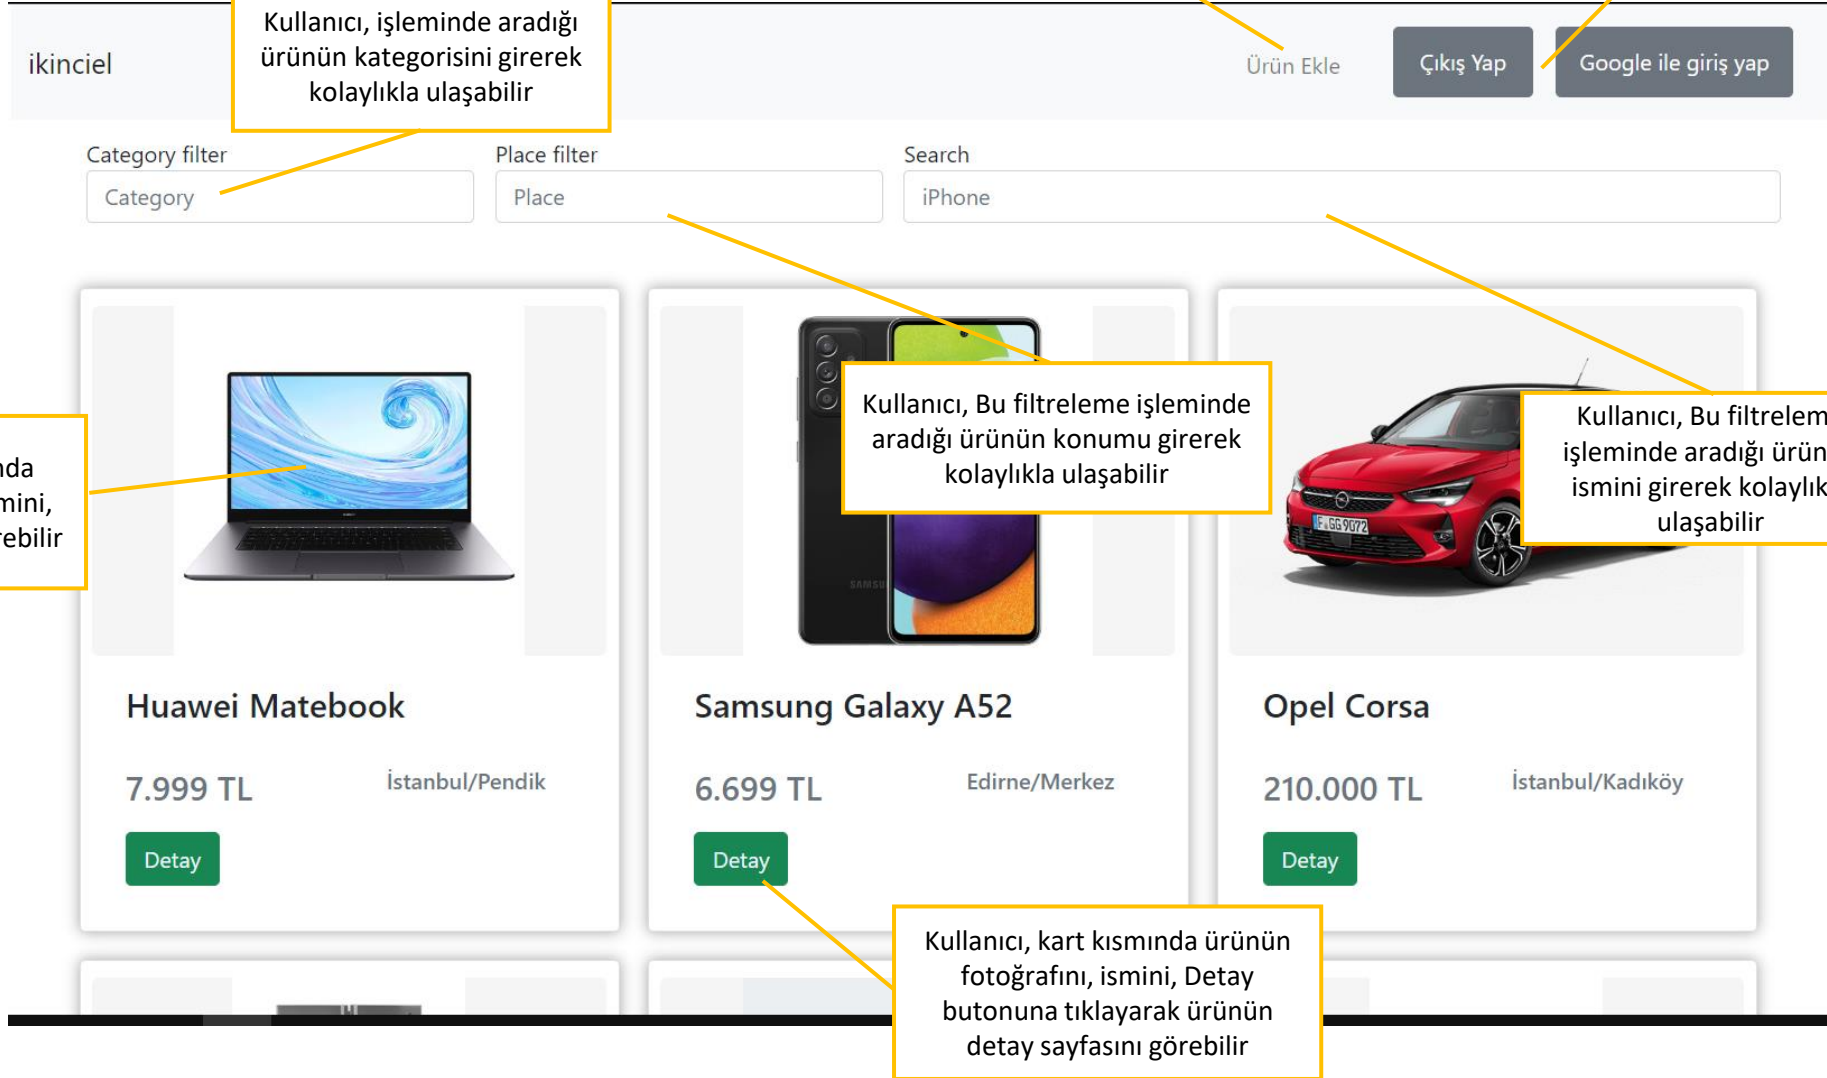 Kullanıcı, işleminde aradığı
ürünün kategorisini girerek
kolaylıkla ulaşabilir
ikinciel
Ürün Ekle
Çıkış Yap
Google ile giriş yap
Category filter
Place filter
Search
Category
Place
iPhone
mini,
Kullanıcı, Bu filtreleme işleminde
aradığı ürünün konumu girerek
kolaylıkla ulaşabilir
Kullanıcı, Bu filtrelem
işleminde aradığı ürün
ismini girerek kolaylık
ulaşabilir
F GG 9072
SAMSU
Huawei Matebook
Samsung Galaxy A52
Opel Corsa
7.999 TL
İstanbul/Pendik
6.699 TL
Edirne/Merkez
210.000 TL
İstanbul/Kadıköy
Detay
Detay
Detay
Kullanıcı, kart kısmında ürünün
fotoğrafını, ismini, Detay
butonuna tıklayarak ürünün
detay sayfasını görebilir